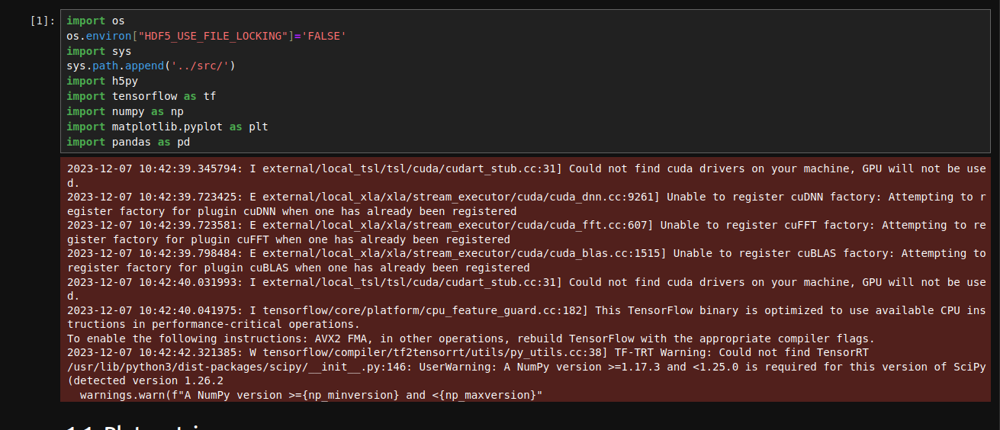 [1]: import os
os.environ["HDF5_USE_FILE_LOCKING"]='FALSE'
import sys
sys.path.append('../src/')
import h5py
import tensorflow as tf
import numpy as np
import matplotlib.pyplot as plt
import pandas as pd
2023-12-07 10:42:39.345794: I external/local_tsl/tsl/cuda/cudart_stub.cc:31] Could not find cuda drivers on your machine, GPU will not be use
d.
2023-12-07 10:42:39.723425: E external/local_xla/xla/stream_executor/cuda/cuda_dnn.cc:9261] Unable to register cuDNN factory: Attempting to r
egister factory for plugin cuDNN when one has already been registered
2023-12-07 10:42:39.723581: E external/local_xla/xla/stream_executor/cuda/cuda_fft.cc:607] Unable to register cuFFT factory: Attempting to re
gister factory for plugin cuFFT when one has already been registered
2023-12-07 10:42:39.798484: E external/local_xla/xla/stream_executor/cuda/cuda_blas.cc:1515] Unable to register cuBLAS factory: Attempting to
register factory for plugin cuBLAS when one has already been registered
2023-12-07 10:42:40.031993: I external/local_tsl/tsl/cuda/cudart_stub.cc:31] Could not find cuda drivers on your machine, GPU will not be use
d.
2023-12-07 10:42:40.041975: I tensorflow/core/platform/cpu_feature_guard.cc:182] This TensorFlow binary is optimized to use available CPU ins
tructions in performance-critical operations.
To enable the following instructions: AVX2 FMA, in other operations, rebuild TensorFlow with the appropriate compiler flags.
2023-12-07 10:42:42.321385: W tensorflow/compiler/tf2tensorrt/utils/py_utils.cc:38] TF-TRT Warning: Could not find TensorRT
/usr/lib/python3/dist-packages/scipy/__init__.py:146: UserWarning: A NumPy version >=1.17.3 and <1.25.0 is required for this version of SciPy
(detected version 1.26.2
  warnings.warn(f"A NumPy version >={np_minversion} and <{np_maxversion}"